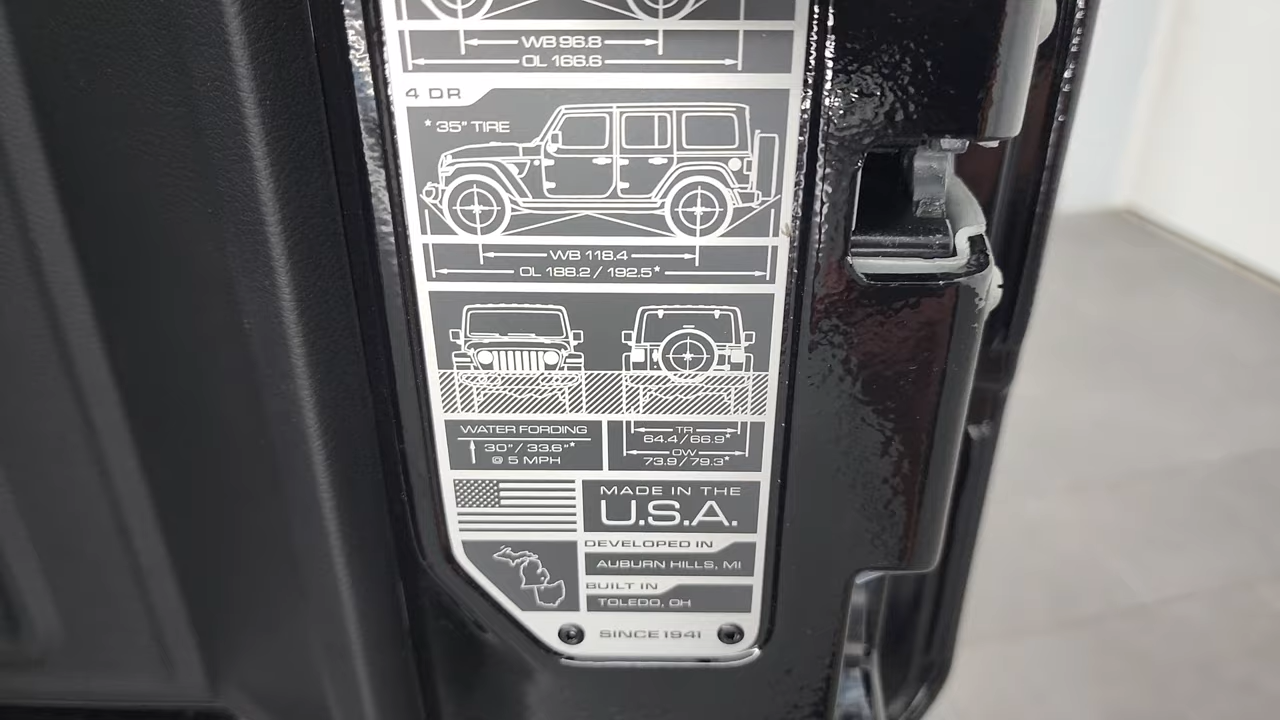 WB 96.8
OL 166.6
4 DR
* 35" TIRE
WB 118.4
OL 188.2 / 192.5*
WATER FORDING
30" / 33.6"*
@ 5 MPH
TR
64.4/66.9*
OW
73.9/79.3*
MADE IN THE
U.S.A.
DEVELOPED IN
AUBURN HILLS, MI
BUILT IN
TOLEDO, OH
SINCE 1941